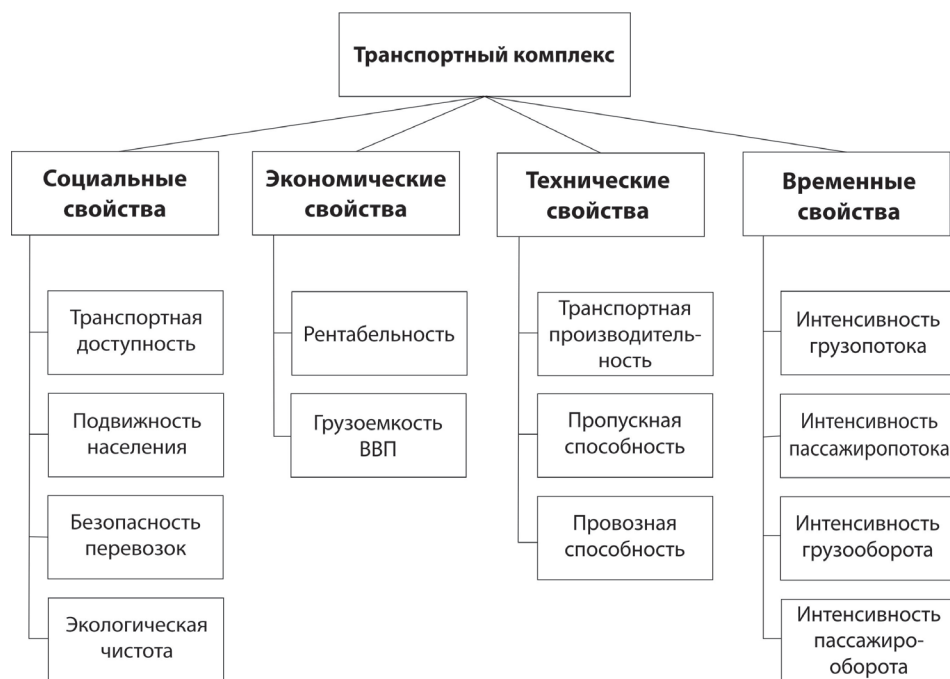 Транспортный комплекс
Социальные
свойства
Экономические
свойства
Технические
свойства
Временные
свойства
Транспортная
доступность
Подвижность
населения
Безопасность
перевозок
Экологическая
чистота
Рентабельность
Грузоемкость
ВВП
Транспортная
производитель-
ность
Пропускная
способность
Провозная
способность
Интенсивность
грузопотока
Интенсивность
пассажиропотока
Интенсивность
грузооборота
Интенсивность
пассажиро-
оборота